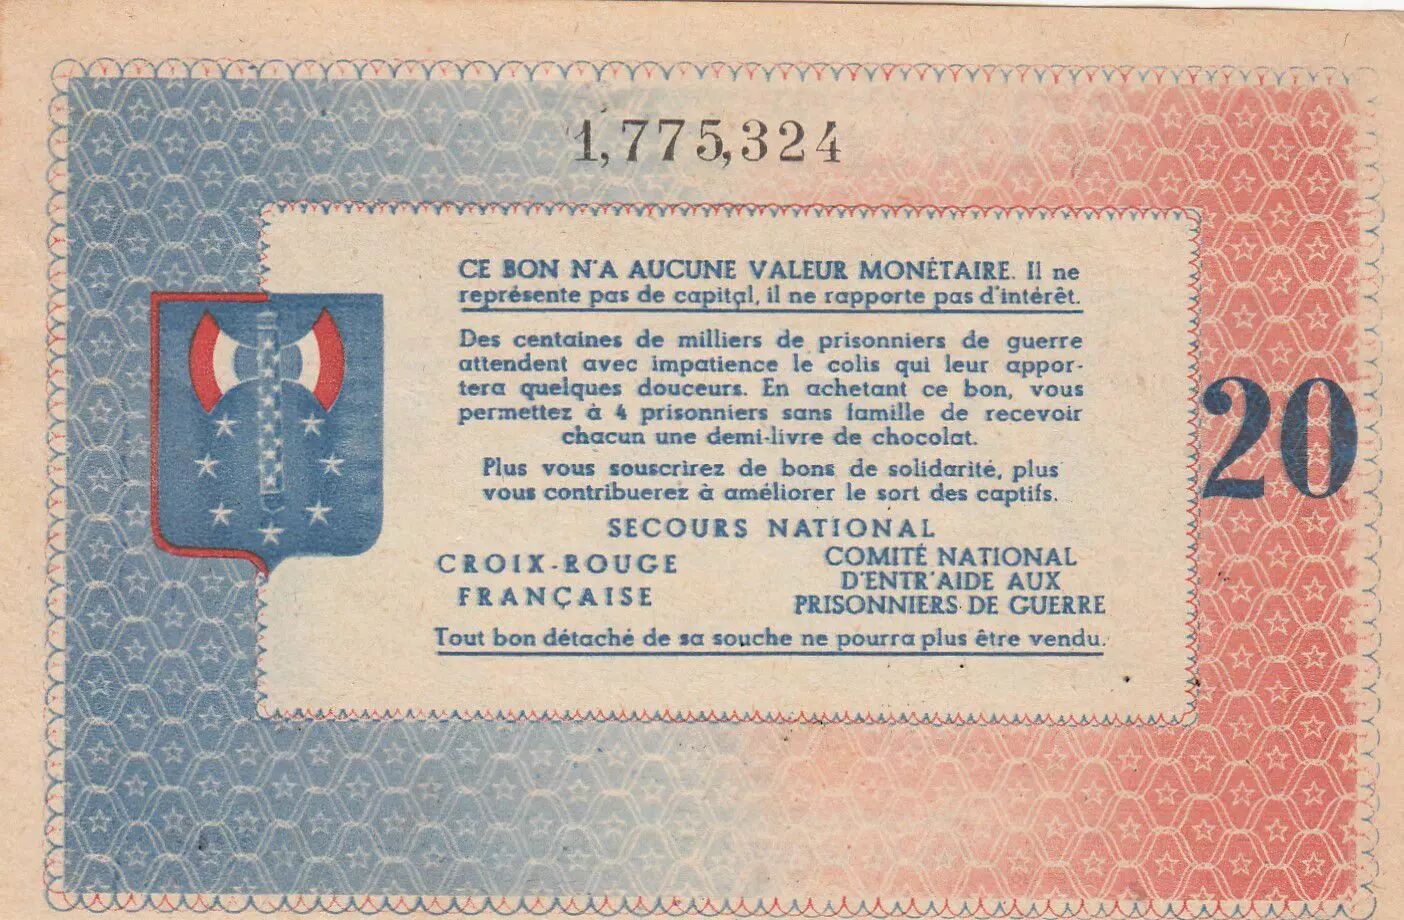 1,775,324
CE BON N'A AUCUNE VALEUR MONÉTAIRE. Il ne
représente pas de capital, il ne rapporte pas d'intérêt.
Des centaines de milliers de prisonniers de guerre
attendent avec impatience le colis qui leur appor-
tera quelques douceurs. En achetant ce bon, vous
permettez à 4 prisonniers sans famille de recevoir
chacun une demi-livre de chocolat.
20
Plus vous souscrirez de bons de solidarité, plus
vous contribuerez à améliorer le sort des captifs.
SECOURS NATIONAL
CROIX-ROUGE
FRANÇAISE
COMITÉ NATIONAL
D'ENTR'AIDE AUX
PRISONNIERS DE GUERRE
Tout bon détaché de sa souche ne pourra plus être vendu.